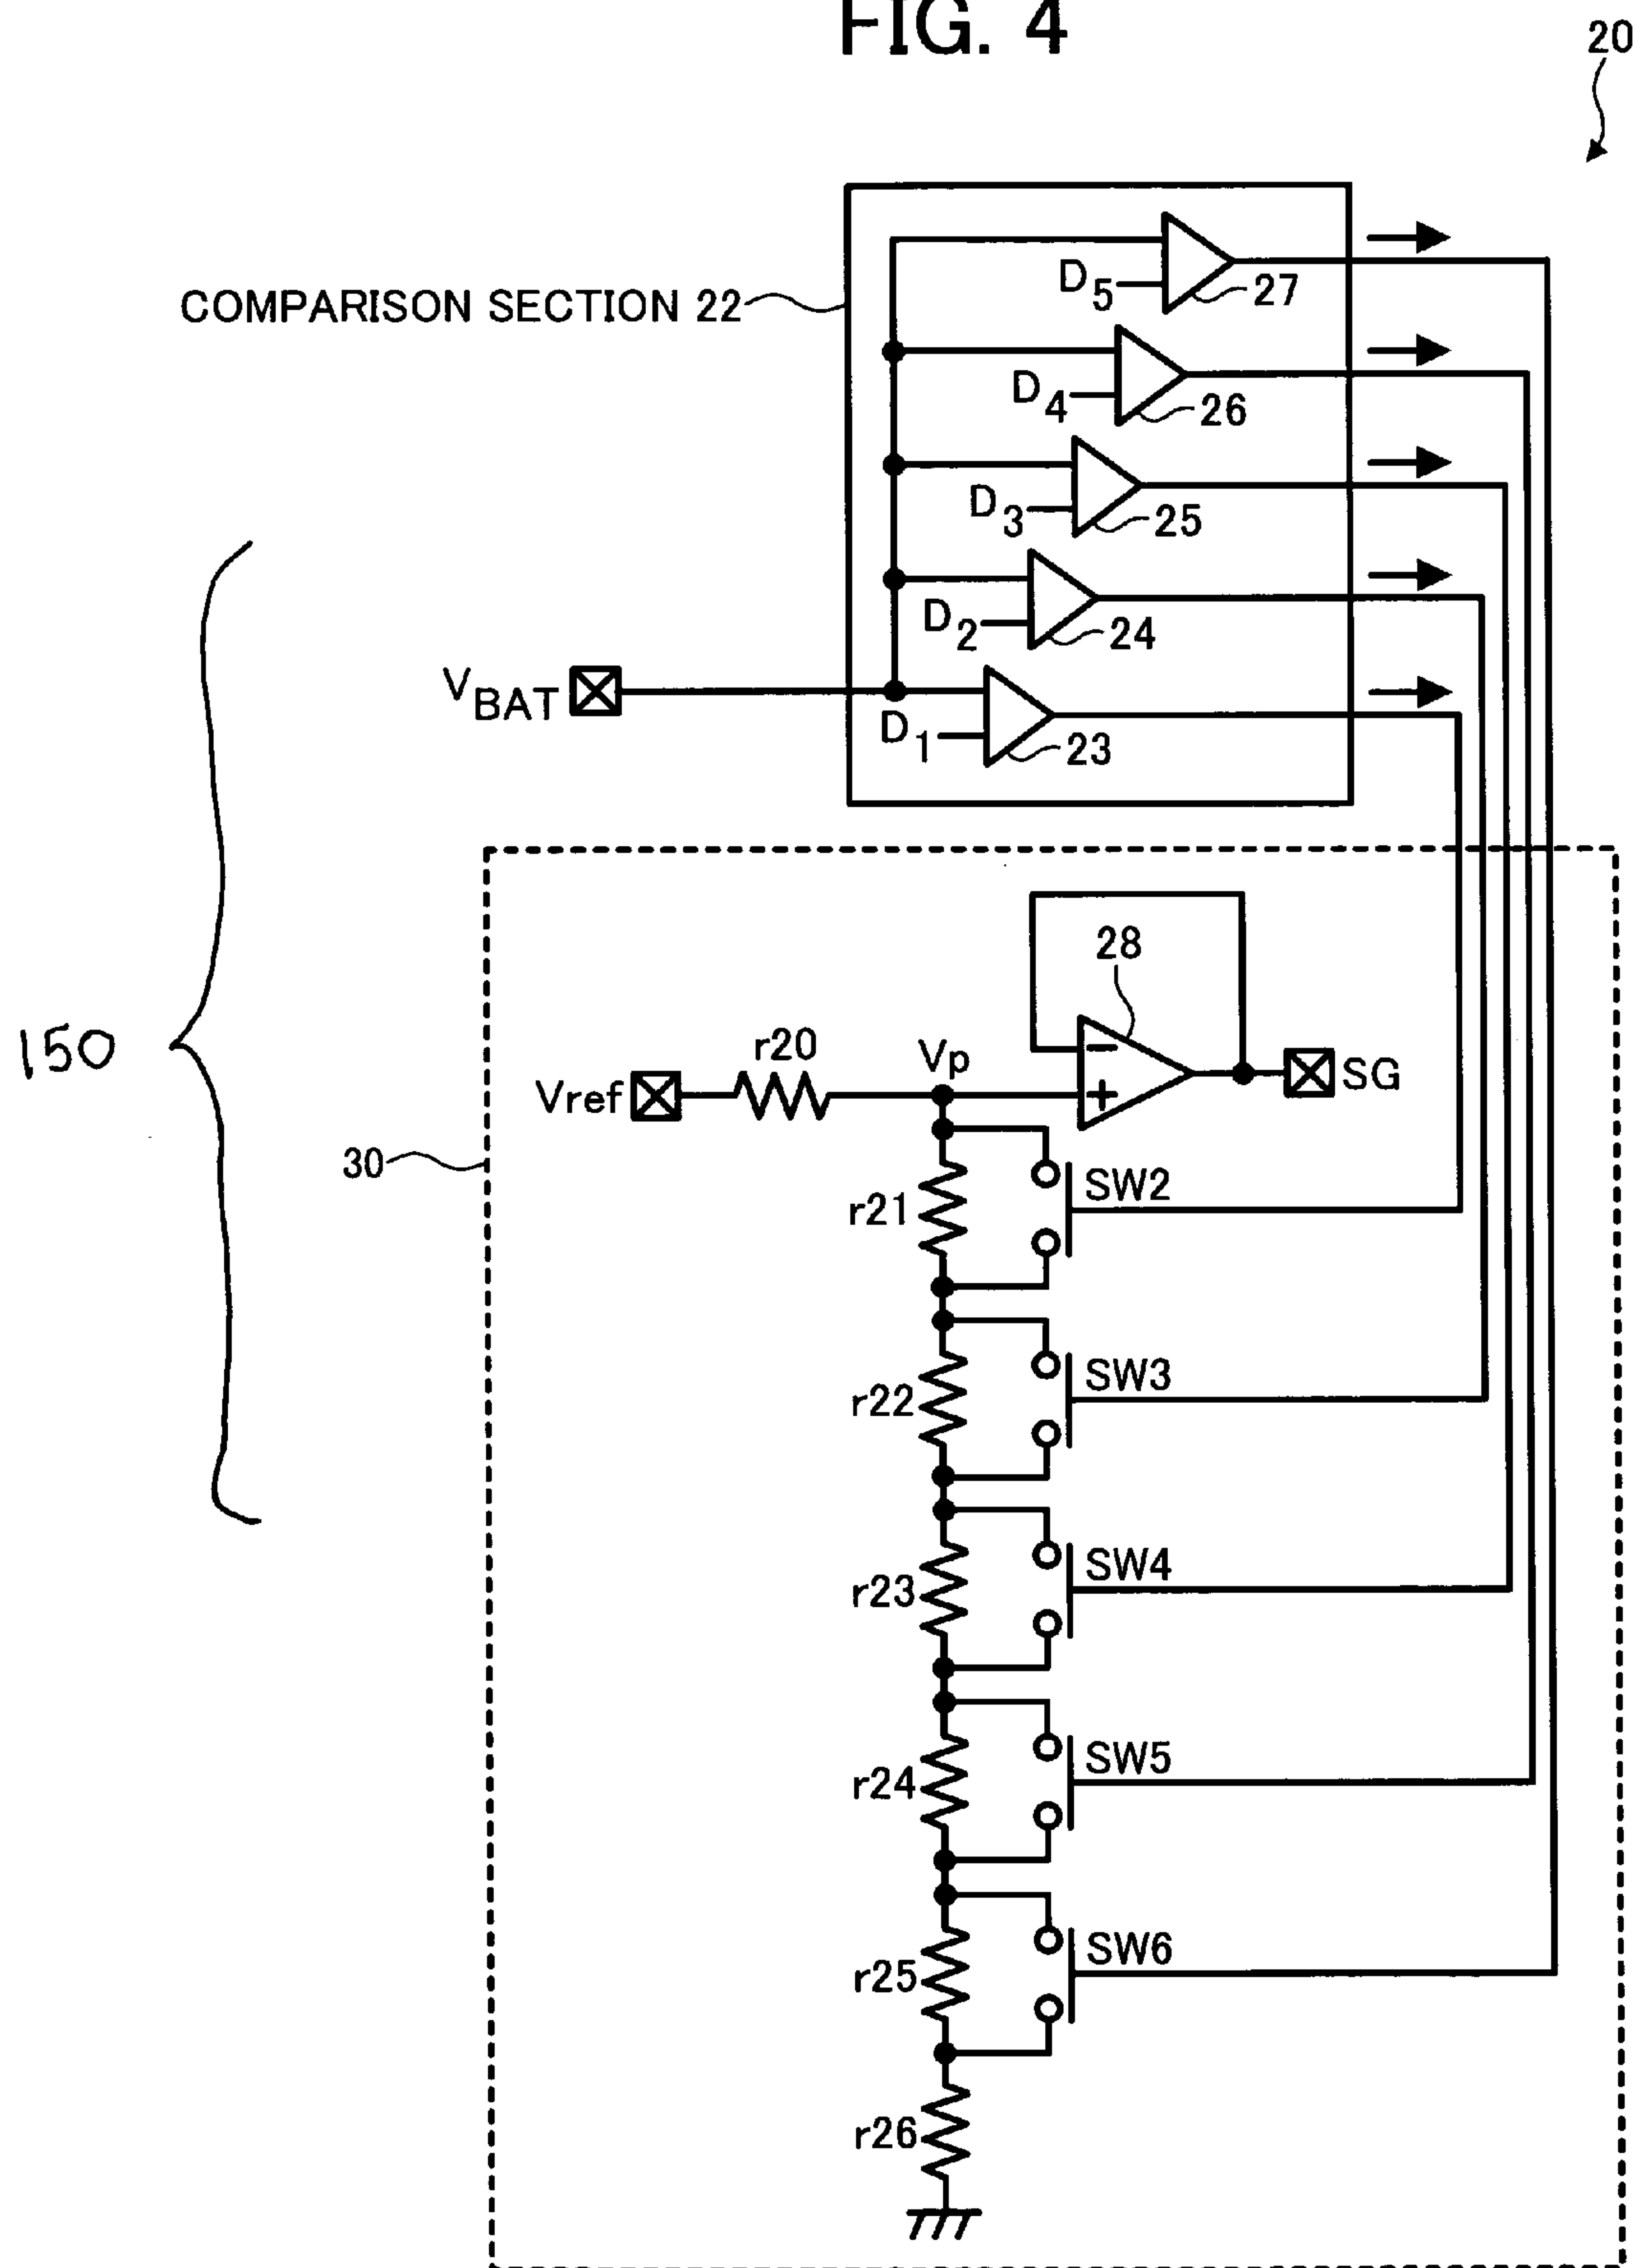 FIG. 4
20
COMPARISON SECTION 22
D5
27
D4
26
D3
25
D2
24
VBAT
D1
23
28
150
r20
Vp
Vref
SG
30
r21
SW2
r22
SW3
r23
SW4
r24
SW5
r25
SW6
r26